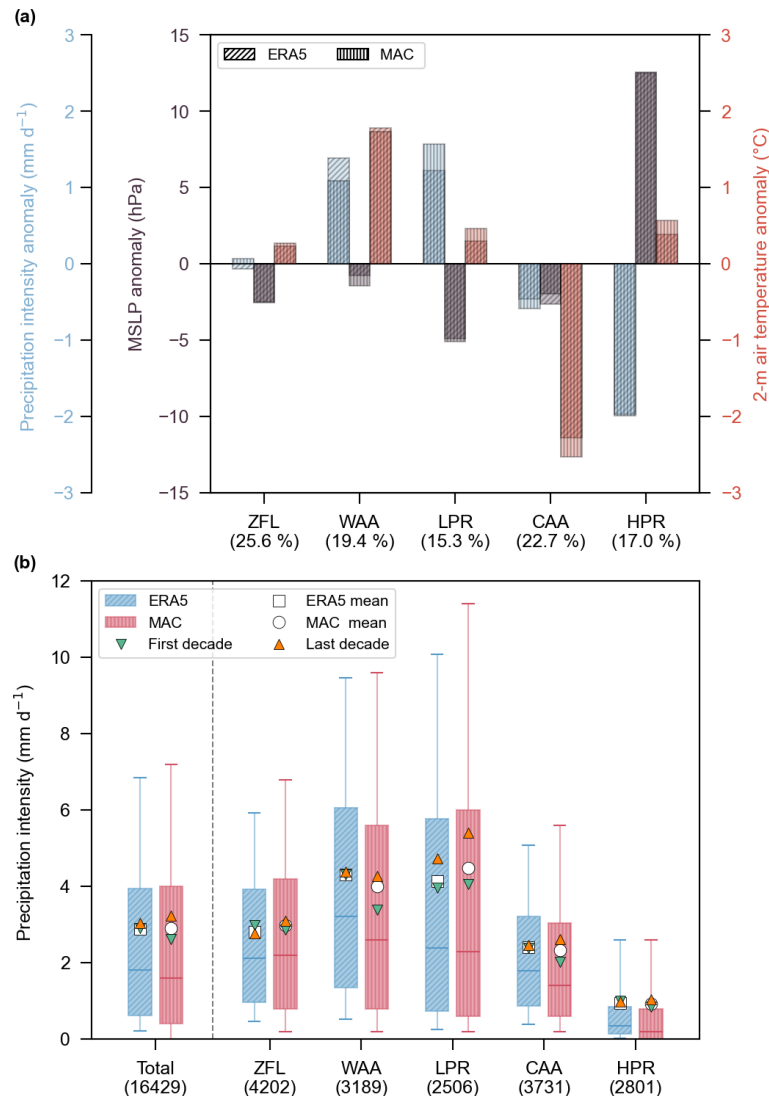 (a)
ERA5 MAC
3 15 3
2 10 2
1 5 1
0 0 0
−1 −5 −1
−2 −10 −2
−3 −15 −3
Precipitation intensity anomaly (mm d⁻¹)
MSLP anomaly (hPa)
2-m air temperature anomaly (°C)
ZFL WAA LPR CAA HPR
(25.6 %) (19.4 %) (15.3 %) (22.7 %) (17.0 %)
(b)
ERA5 ERA5 mean
MAC MAC mean
First decade Last decade
12
10
8
6
4
2
0
Precipitation intensity (mm d⁻¹)
Total ZFL WAA LPR CAA HPR
(16429) (4202) (3189) (2506) (3731) (2801)